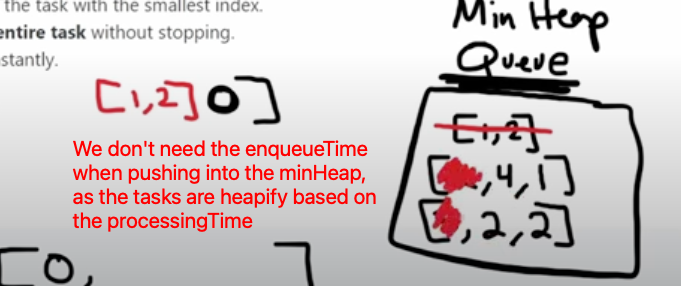 the task with the smallest index.
entire task without stopping.
stantly.
Min Heap
Queue
[1,2] 0 ]
[1,2]
We don't need the enqueueTime
when pushing into the minHeap,
as the tasks are heapify based on
the processingTime
[ ,4,1]
[ ,2,2]
[0, ]